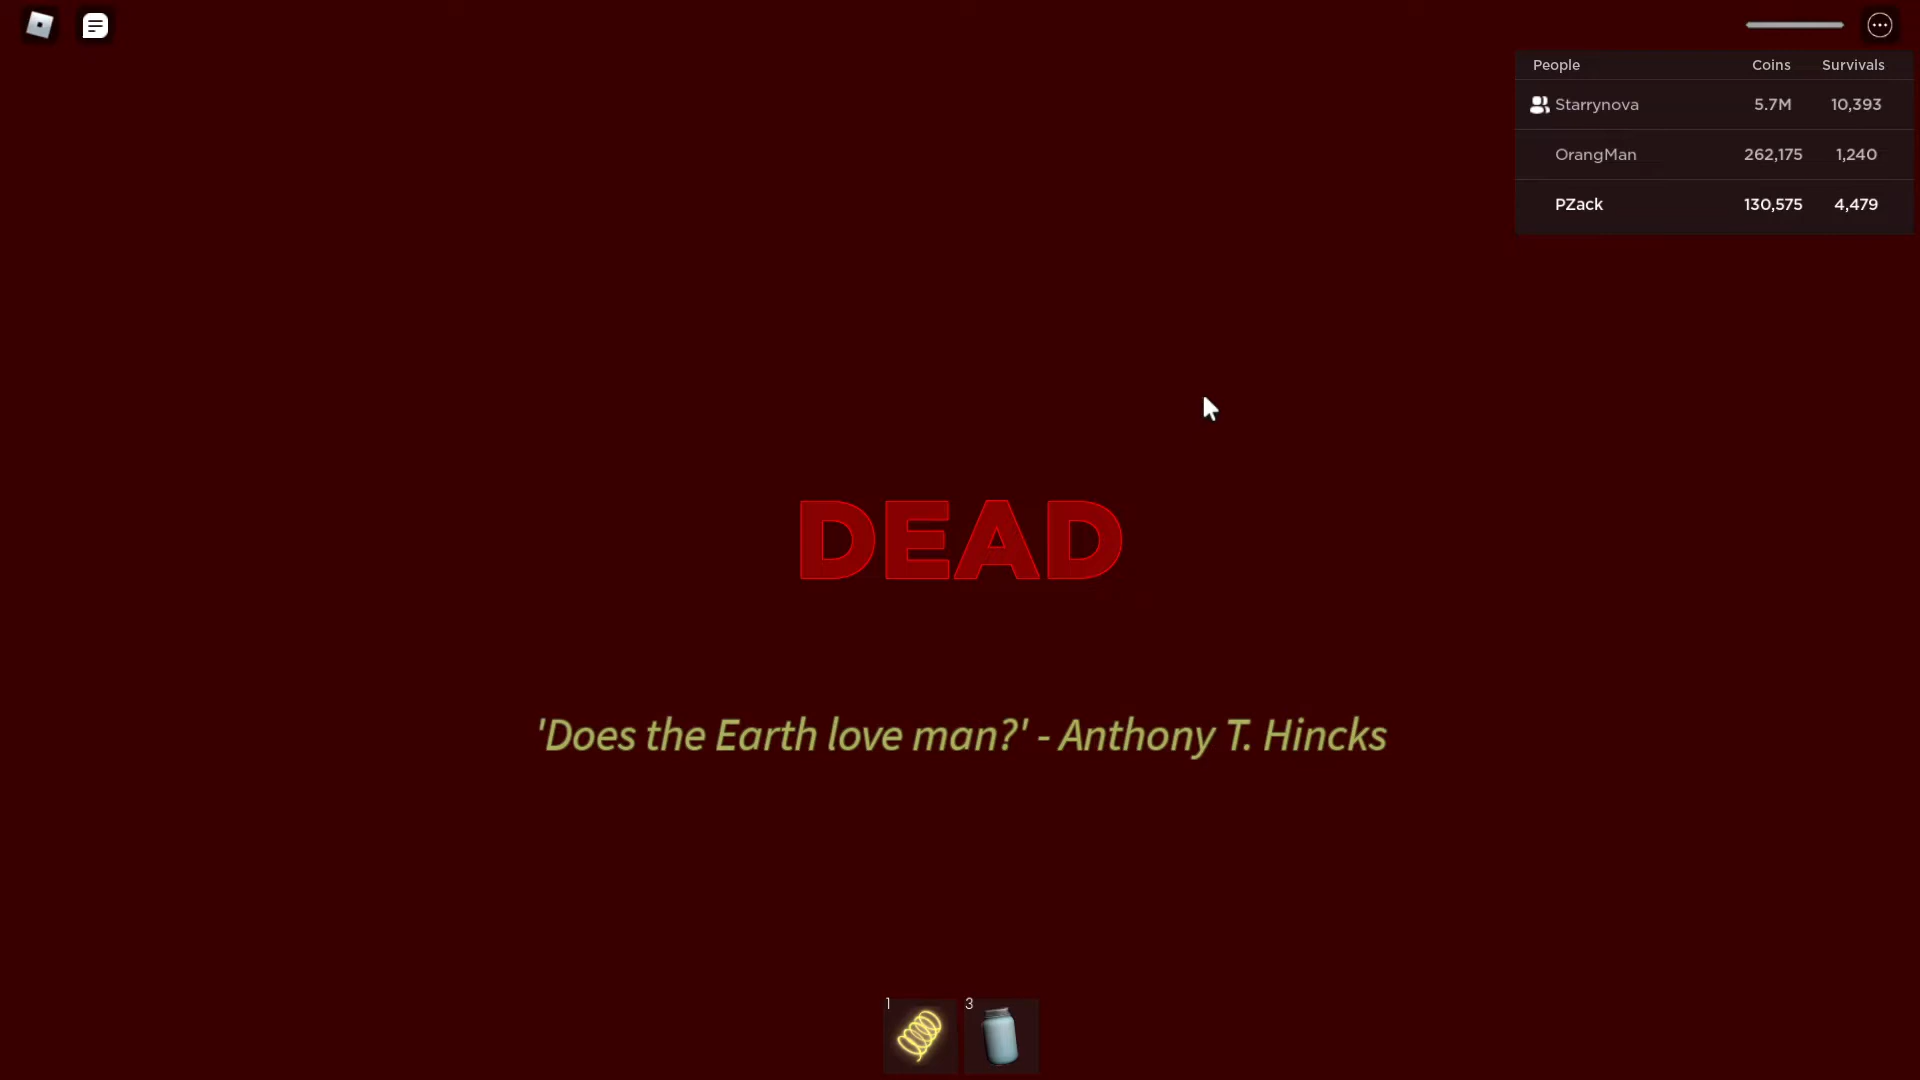 People Coins Survivals
Starrynova 5.7M 10,393
OrangMan 262,175 1,240
PZack 130,575 4,479
DEAD
'Does the Earth love man?' - Anthony T. Hincks
1 3